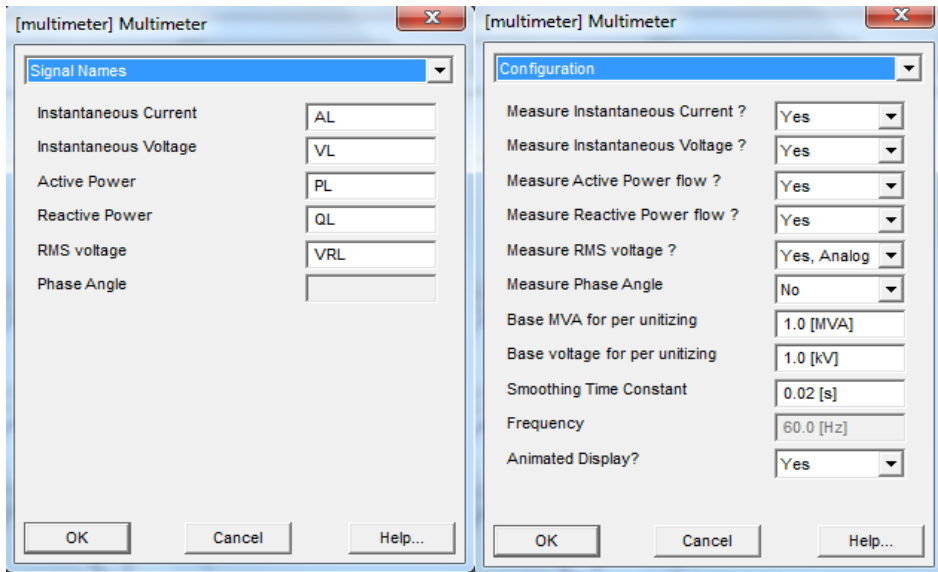 [multimeter] Multimeter
Signal Names
Instantaneous Current AL
Instantaneous Voltage VL
Active Power PL
Reactive Power QL
RMS voltage VRL
Phase Angle
OK Cancel Help...
[multimeter] Multimeter
Configuration
Measure Instantaneous Current ? Yes
Measure Instantaneous Voltage ? Yes
Measure Active Power flow ? Yes
Measure Reactive Power flow ? Yes
Measure RMS voltage ? Yes, Analog
Measure Phase Angle No
Base MVA for per unitizing 1.0 [MVA]
Base voltage for per unitizing 1.0 [kV]
Smoothing Time Constant 0.02 [s]
Frequency 60.0 [Hz]
Animated Display? Yes
OK Cancel Help...